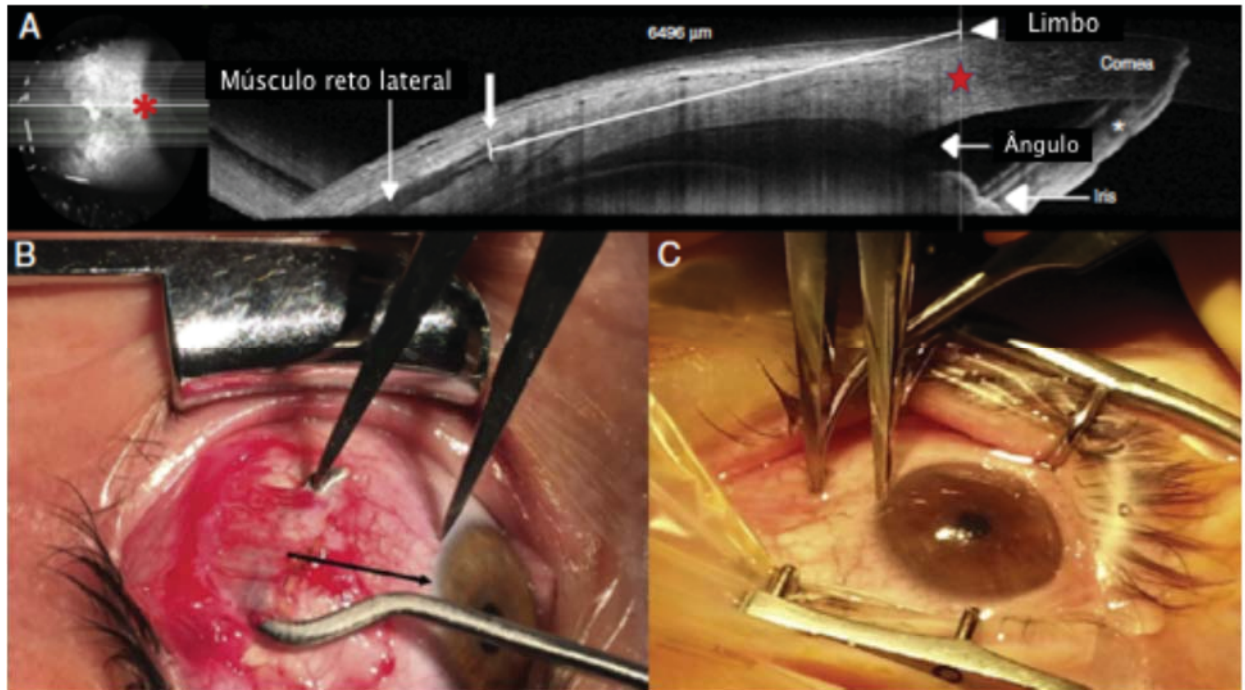 A
6496 µm
Limbo
Cornea
Músculo reto lateral
Ângulo
Iris
B
C